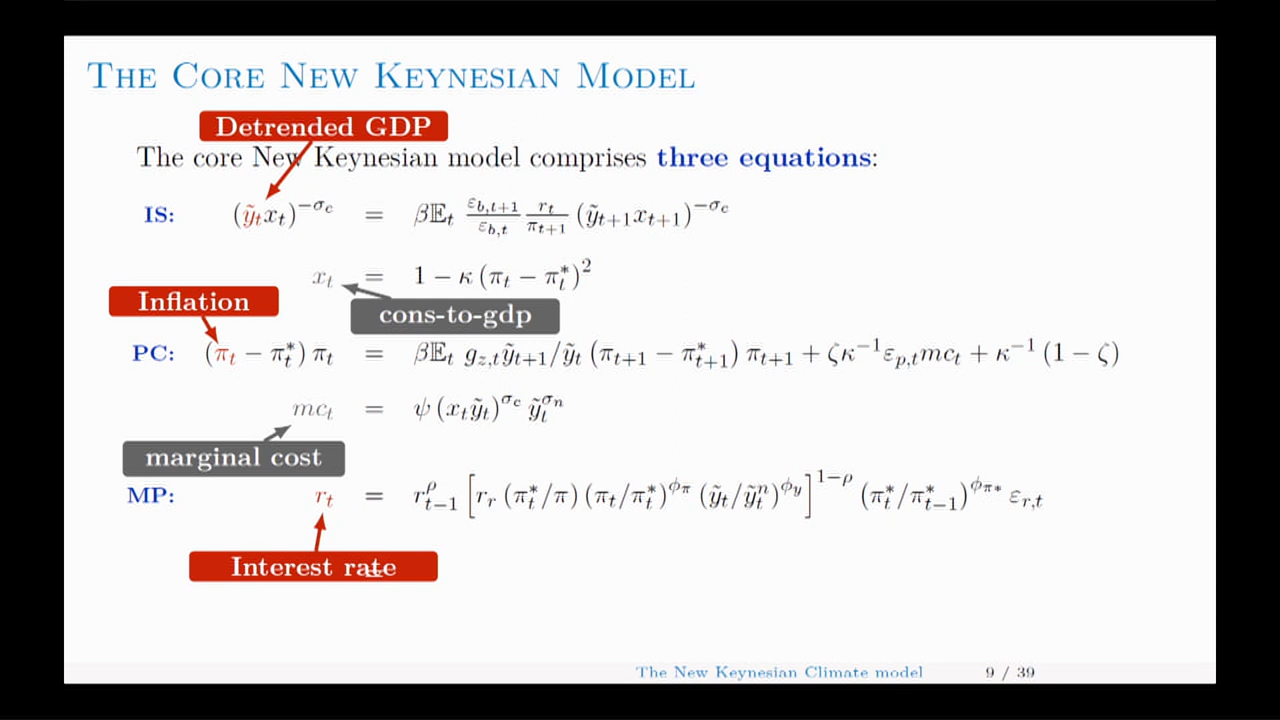 THE CORE NEW KEYNESIAN MODEL
Detrended GDP
The core New Keynesian model comprises three equations:
IS: (ỹ_t x_t)^{−σ_c} = β𝔼_t ε_{b,t+1}/ε_{b,t} r_t/π_{t+1} (ỹ_{t+1} x_{t+1})^{−σ_c}
x_t = 1 − κ (π_t − π_t^*)^2
Inflation
cons-to-gdp
PC: (π_t − π_t^*) π_t = β𝔼_t g_{z,t} ỹ_{t+1}/ỹ_t (π_{t+1} − π_{t+1}^*) π_{t+1} + ζκ^{−1} ε_{p,t} mc_t + κ^{−1} (1 − ζ)
mc_t = ψ (x_t ỹ_t)^{σ_c} ỹ_t^{σ_n}
marginal cost
MP: r_t = r_{t−1}^ρ [r_r (π_t^*/π) (π_t/π_t^*)^{φ_π} (ỹ_t/ỹ_t^n)^{φ_y}]^{1−ρ} (π_t^*/π_{t−1}^*)^{φ_{π*}} ε_{r,t}
Interest rate
The New Keynesian Climate model 9 / 39